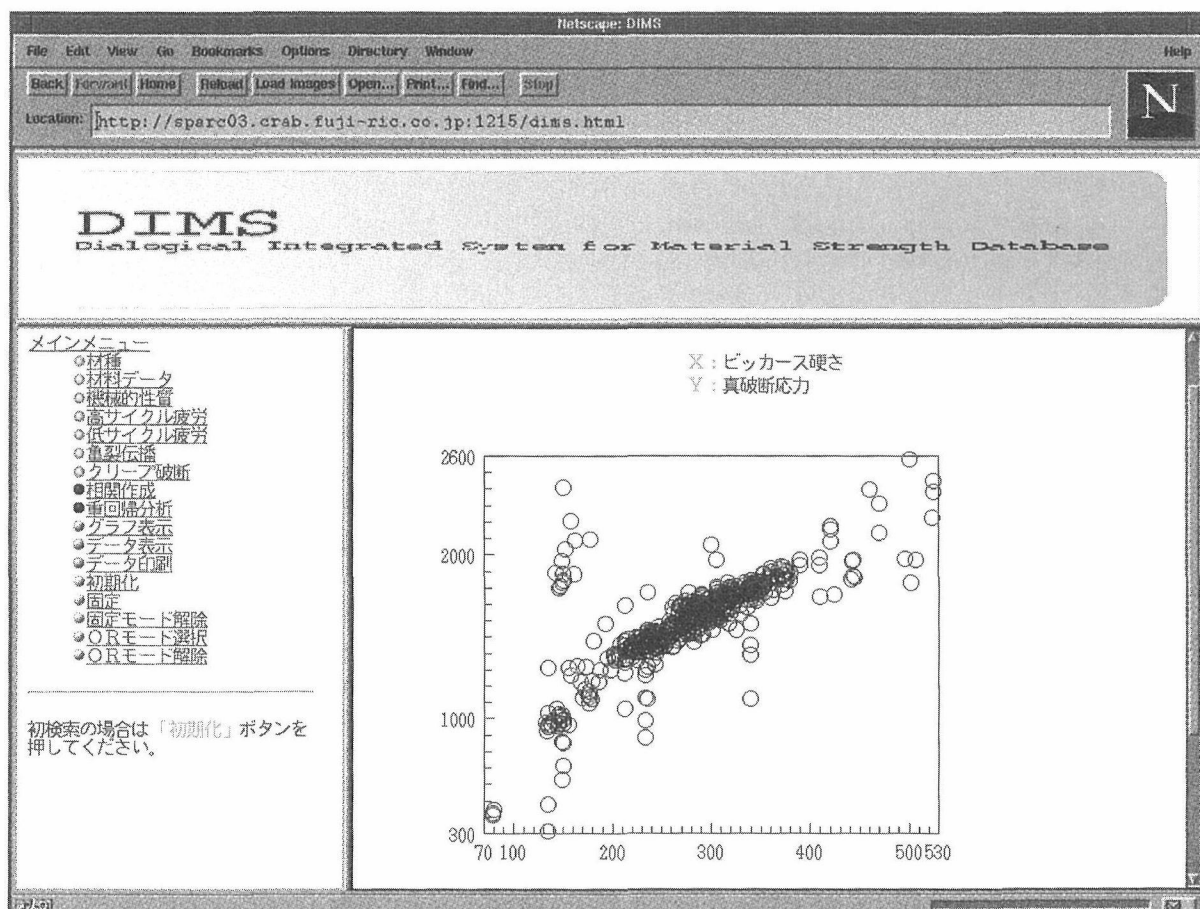 Netscape: DIMS
File Edit View Go Bookmarks Options Directory Window Help
Back Forward Home Reload Load Images Open... Print... Find... Stop
N
Location: http://sparc03.crab.fuji-ric.co.jp:1215/dims.html
DIMS
Dialogical Integrated System for Material Strength Database
メインメニュー
材種
材料データ
機械的性質
高サイクル疲労
低サイクル疲労
亀裂伝播
クリープ破断
相関作成
重回帰分析
グラフ表示
データ表示
データ印刷
初期化
固定
固定モード解除
ORモード選択
ORモード解除
初検索の場合は「初期化」ボタンを
押してください。
X:ビッカース硬さ
Y:真破断応力
2600
2000
1000
300
70 100 200 300 400 500 530